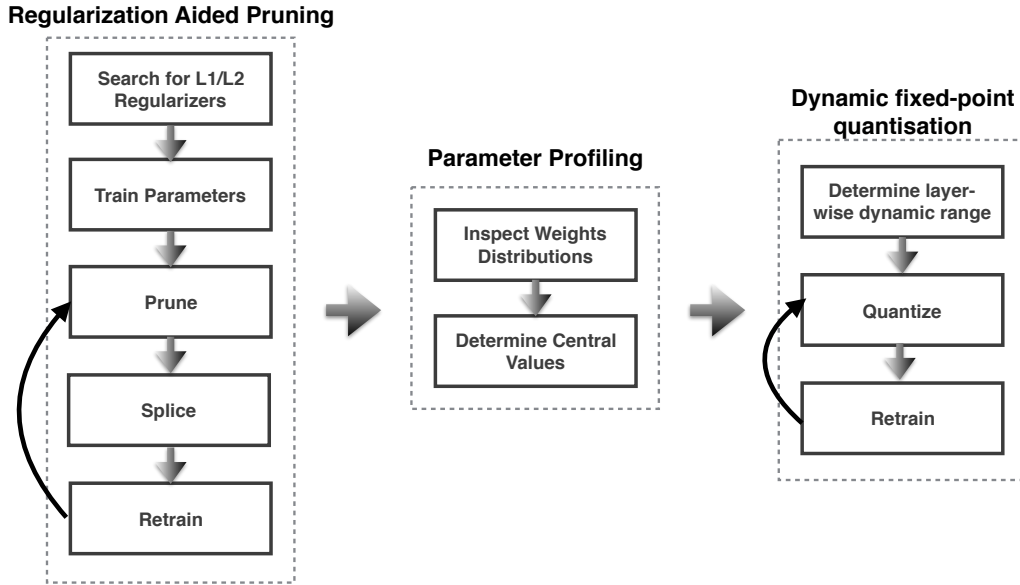 Regularization Aided Pruning
Search for L1/L2
Regularizers
Train Parameters
Prune
Splice
Retrain
Parameter Profiling
Inspect Weights
Distributions
Determine Central
Values
Dynamic fixed-point
quantisation
Determine layer-
wise dynamic range
Quantize
Retrain